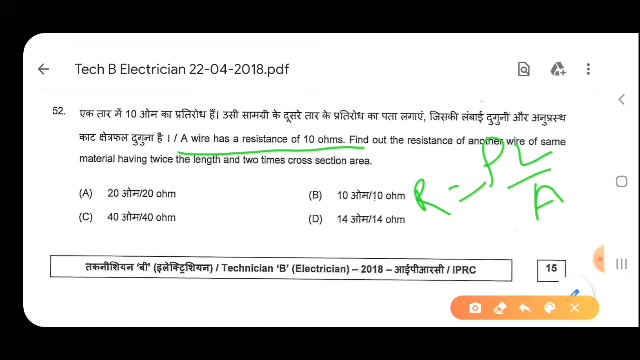 Tech B Electrician 22-04-2018.pdf
52. एक तार में 10 ओम का प्रतिरोध हैं। उसी सामग्री के दूसरे तार के प्रतिरोध का पता लगाएं, जिसकी लंबाई दुगुनी और अनुप्रस्थ
काट क्षेत्रफल दुगुना है । / A wire has a resistance of 10 ohms. Find out the resistance of another wire of same
material having twice the length and two times cross section area.
(A) 20 ओम/20 ohm (B) 10 ओम/10 ohm
(C) 40 ओम/40 ohm (D) 14 ओम/14 ohm
R = ρL/A
तकनीशियन 'बी' (इलेक्ट्रिशियन) / Technician 'B' (Electrician) – 2018 – आईपीआरसी / IPRC 15